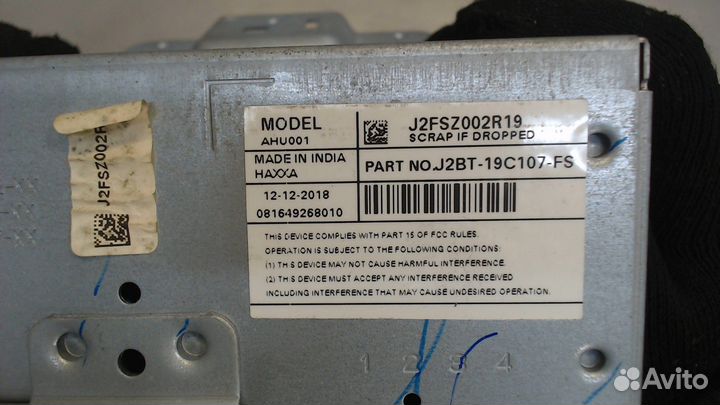 J2FSZ002R
MODEL
AHU001
J2FSZ002R19
SCRAP IF DROPPED
MADE IN INDIA
HAXXA
PART NO.J2BT-19C107-FS
12-12-2018
081649268010
THIS DEVICE COMPLIES WITH PART 15 OF FCC RULES.
OPERATION IS SUBJECT TO THE FOLLOWING CONDITIONS:
(1) THIS DEVICE MAY NOT CAUSE HARMFUL INTERFERENCE.
(2) THIS DEVICE MUST ACCEPT ANY INTERFERENCE RECEIVED
INCLUDING INTERFERENCE THAT MAY CAUSE UNDESIRED OPERATION.
1 2 3 4
Avito